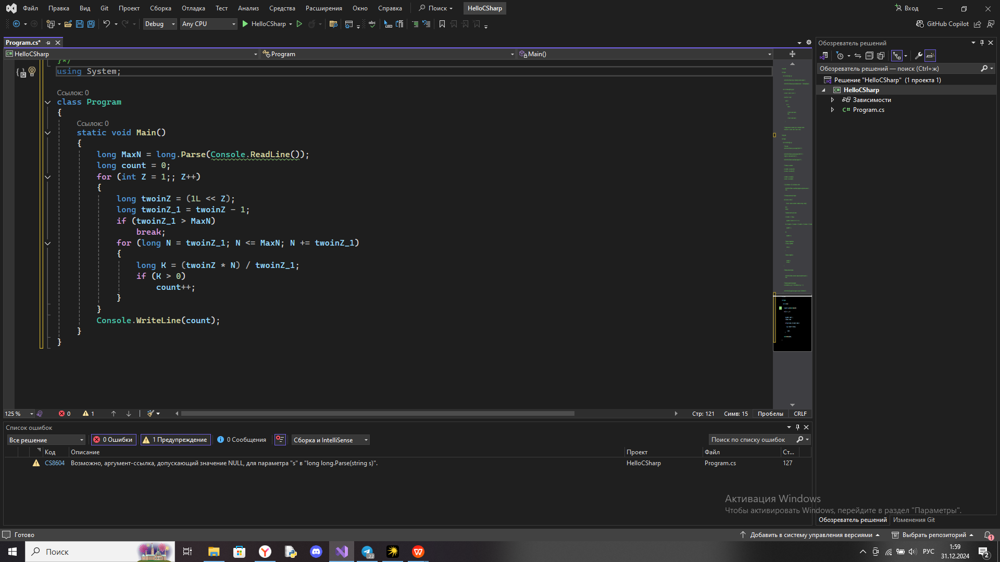 Файл Правка Вид Git Проект Сборка Отладка Тест Анализ Средства Расширения Окно Справка Поиск HelloCSharp Вход
Debug Any CPU HelloCSharp GitHub Copilot
Program.cs*
HelloCSharp Program Main()
}*/
using System;
Ссылок: 0
class Program
{
Ссылок: 0
static void Main()
{
long MaxN = long.Parse(Console.ReadLine());
long count = 0;
for (int Z = 1;; Z++)
{
long twoinZ = (1L << Z);
long twoinZ_1 = twoinZ - 1;
if (twoinZ_1 > MaxN)
break;
for (long N = twoinZ_1; N <= MaxN; N += twoinZ_1)
{
long K = (twoinZ * N) / twoinZ_1;
if (K > 0)
count++;
}
}
Console.WriteLine(count);
}
}
125 % 0 1 Стр: 121 Симв: 15 Пробелы CRLF
Обозреватель решений
Обозреватель решений — поиск (Ctrl+ж)
Решение "HelloCSharp" (1 проекта 1)
HelloCSharp
Зависимости
C# Program.cs
Список ошибок
Все решение 0 Ошибки 1 Предупреждение 0 Сообщения Сборка и IntelliSense Поиск по списку ошибок
Код Описание Проект Файл Ст...
CS8604 Возможно, аргумент-ссылка, допускающий значение NULL, для параметра "s" в "long long.Parse(string s)". HelloCSharp Program.cs 127
Активация Windows
Чтобы активировать Windows, перейдите в раздел "Параметры".
Обозреватель решений Изменения Git
Готово Добавить в систему управления версиями Выбрать репозиторий 1
Поиск .22 РУС 1:59
31.12.2024 2